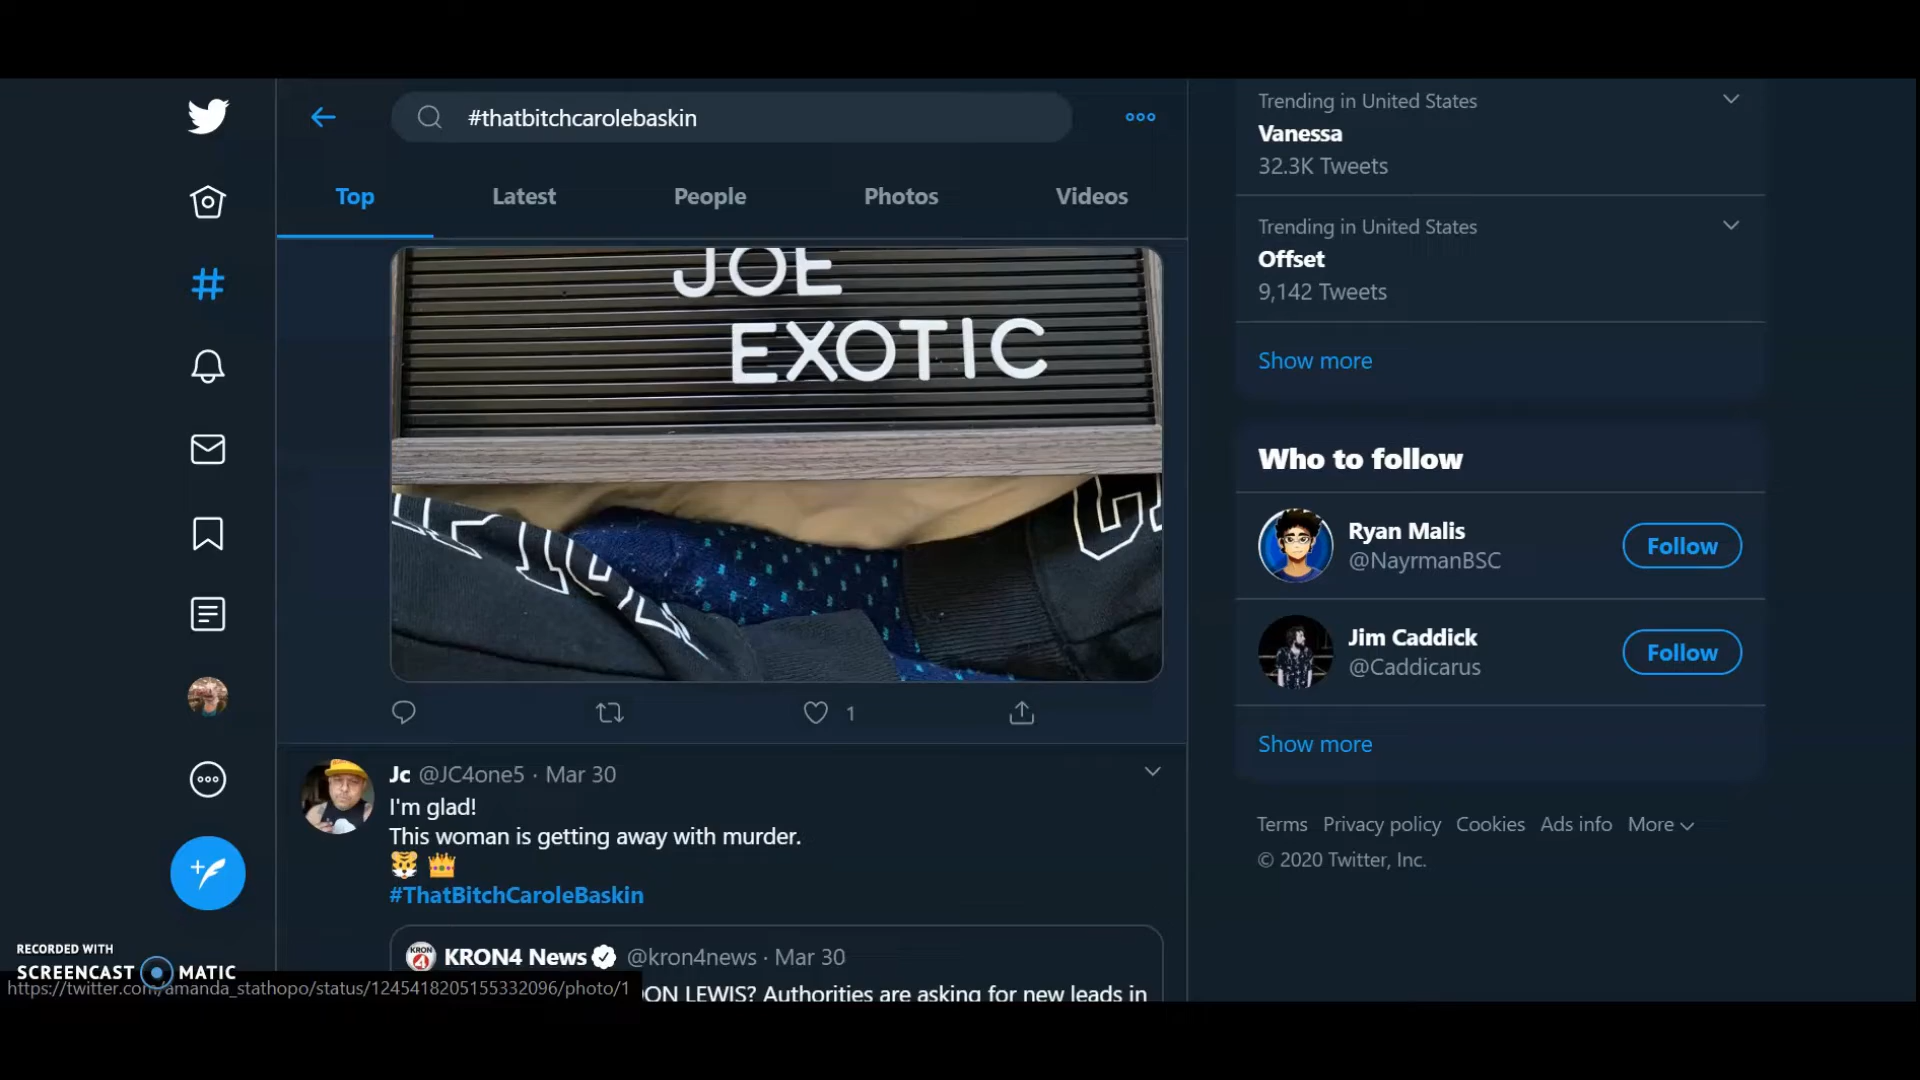 #thatbitchcarolebaskin
Top
Latest
People
Photos
Videos
JOE
EXOTIC
1
Jc @JC4one5 · Mar 30
I'm glad!
This woman is getting away with murder.
🐯 👑
#ThatBitchCaroleBaskin
KRON4 News @kron4news · Mar 30
ON LEWIS? Authorities are asking for new leads in
Trending in United States
Vanessa
32.3K Tweets
Trending in United States
Offset
9,142 Tweets
Show more
Who to follow
Ryan Malis
@NayrmanBSC
Follow
Jim Caddick
@Caddicarus
Follow
Show more
Terms Privacy policy Cookies Ads info More
© 2020 Twitter, Inc.
RECORDED WITH
SCREENCAST MATIC
https://twitter.com/amanda_stathopo/status/1245418205155332096/photo/1